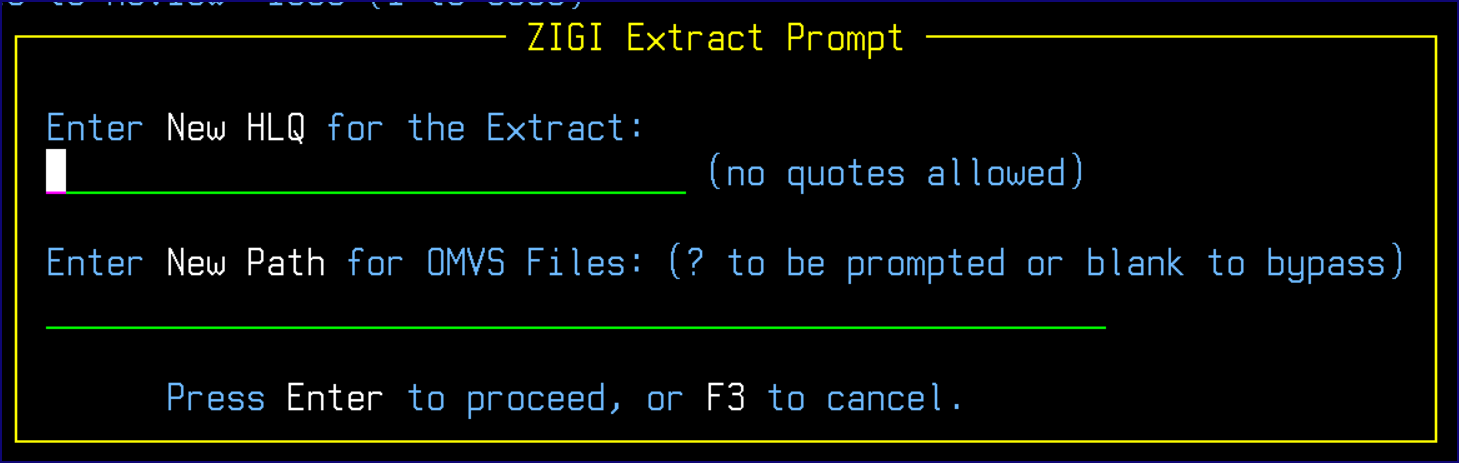 ZIGI Extract Prompt
Enter New HLQ for the Extract:
(no quotes allowed)
Enter New Path for OMVS Files: (? to be prompted or blank to bypass)
Press Enter to proceed, or F3 to cancel.